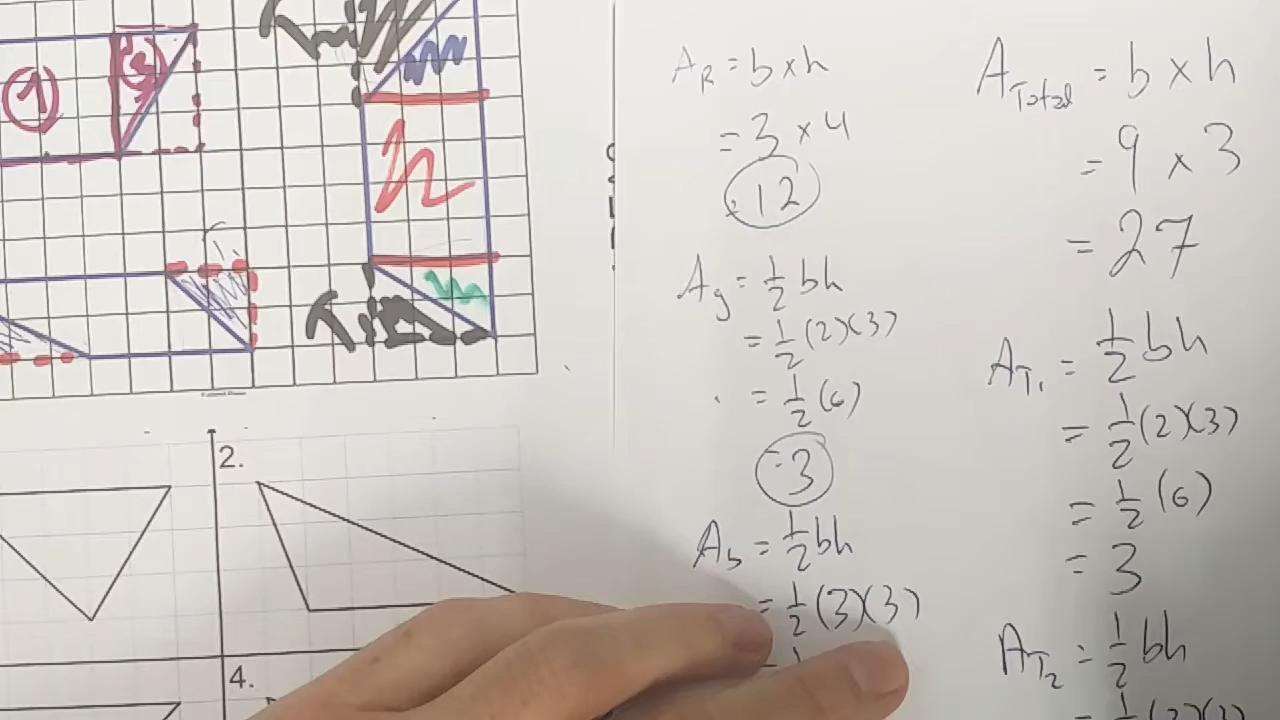 1
3
h
2.
4.
A_R = b x h
= 3 x 4
= 12
A_g = 1/2 bh
= 1/2 (2)(3)
= 1/2 (6)
= 3
A_b = 1/2 bh
= 1/2 (3)(3)
A_Total = b x h
= 9 x 3
= 27
A_T1 = 1/2 bh
= 1/2 (2)(3)
= 1/2 (6)
= 3
A_T2 = 1/2 bh